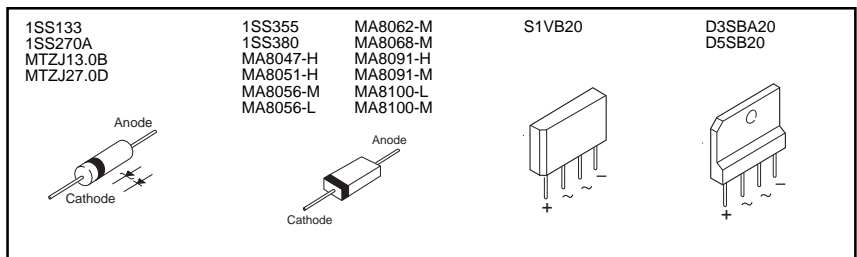 1SS133
1SS270A
MTZJ13.0B
MTZJ27.0D
Anode
Cathode
1SS355 MA8062-M
1SS380 MA8068-M
MA8047-H MA8091-H
MA8051-H MA8091-M
MA8056-M MA8100-L
MA8056-L MA8100-M
Anode
Cathode
S1VB20
+ ~ ~ −
D3SBA20
D5SB20
+ ~ ~ −